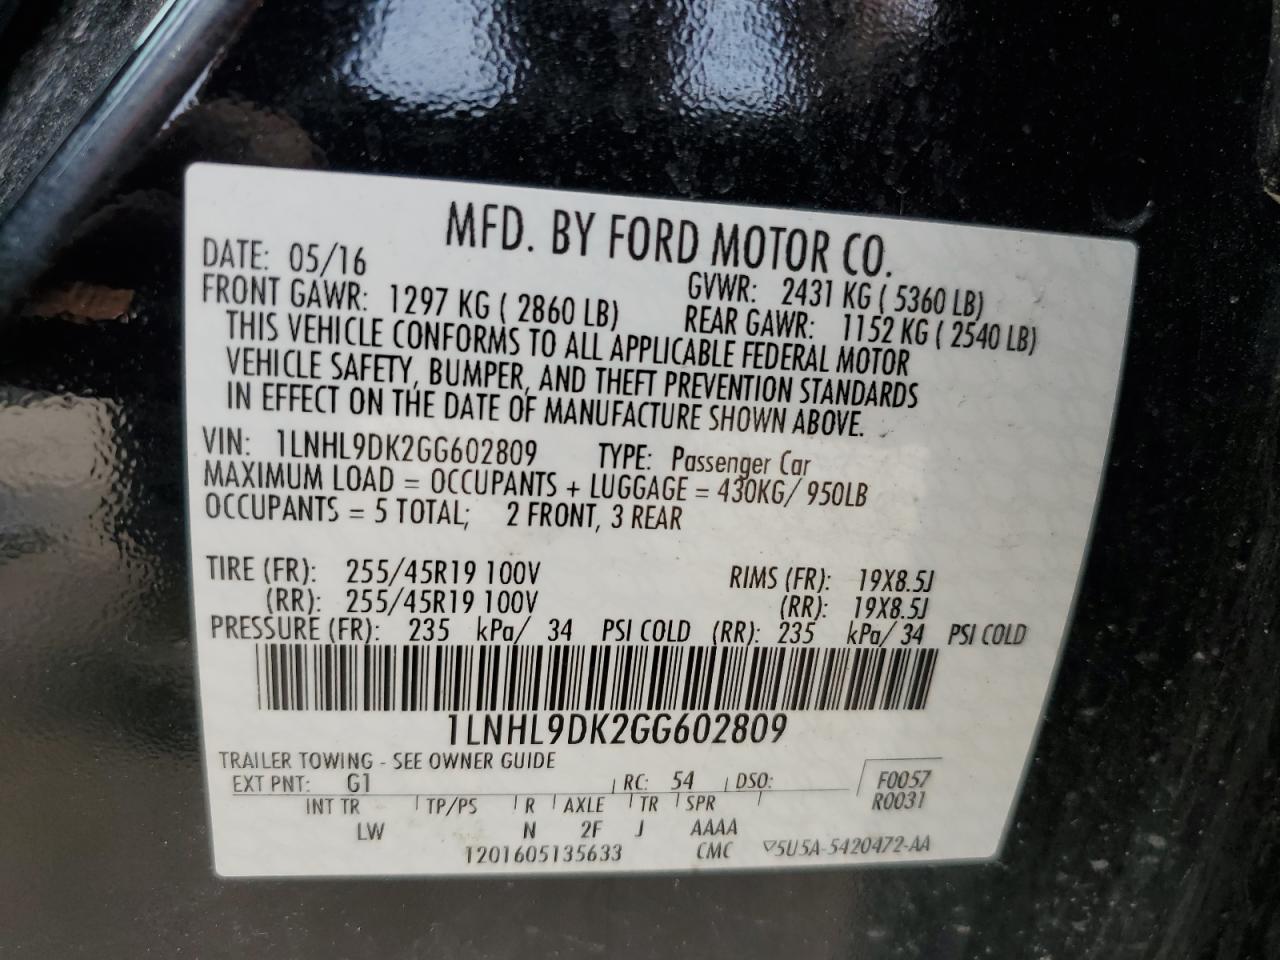 MFD. BY FORD MOTOR CO.
DATE: 05/16 GVWR: 2431 KG ( 5360 LB)
FRONT GAWR: 1297 KG ( 2860 LB) REAR GAWR: 1152 KG ( 2540 LB)
THIS VEHICLE CONFORMS TO ALL APPLICABLE FEDERAL MOTOR
VEHICLE SAFETY, BUMPER, AND THEFT PREVENTION STANDARDS
IN EFFECT ON THE DATE OF MANUFACTURE SHOWN ABOVE.
VIN: 1LNHL9DK2GG602809 TYPE: Passenger Car
MAXIMUM LOAD = OCCUPANTS + LUGGAGE = 430KG/ 950LB
OCCUPANTS = 5 TOTAL; 2 FRONT, 3 REAR
TIRE (FR): 255/45R19 100V RIMS (FR): 19X8.5J
(RR): 255/45R19 100V (RR): 19X8.5J
PRESSURE (FR): 235 kPa/ 34 PSI COLD (RR): 235 kPa/ 34 PSI COLD
1LNHL9DK2GG602809
TRAILER TOWING - SEE OWNER GUIDE
EXT PNT: G1 RC: 54 DSO: F0057
INT TR TP/PS R AXLE TR SPR R0031
LW N 2F J AAAA
1201605135633 CMC ▽5U5A-5420472-AA